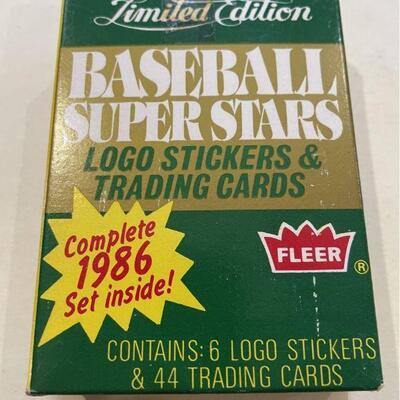 Limited Edition
BASEBALL
SUPER STARS
LOGO STICKERS &
TRADING CARDS
Complete
1986
Set inside!
FLEER
®
CONTAINS: 6 LOGO STICKERS
& 44 TRADING CARDS